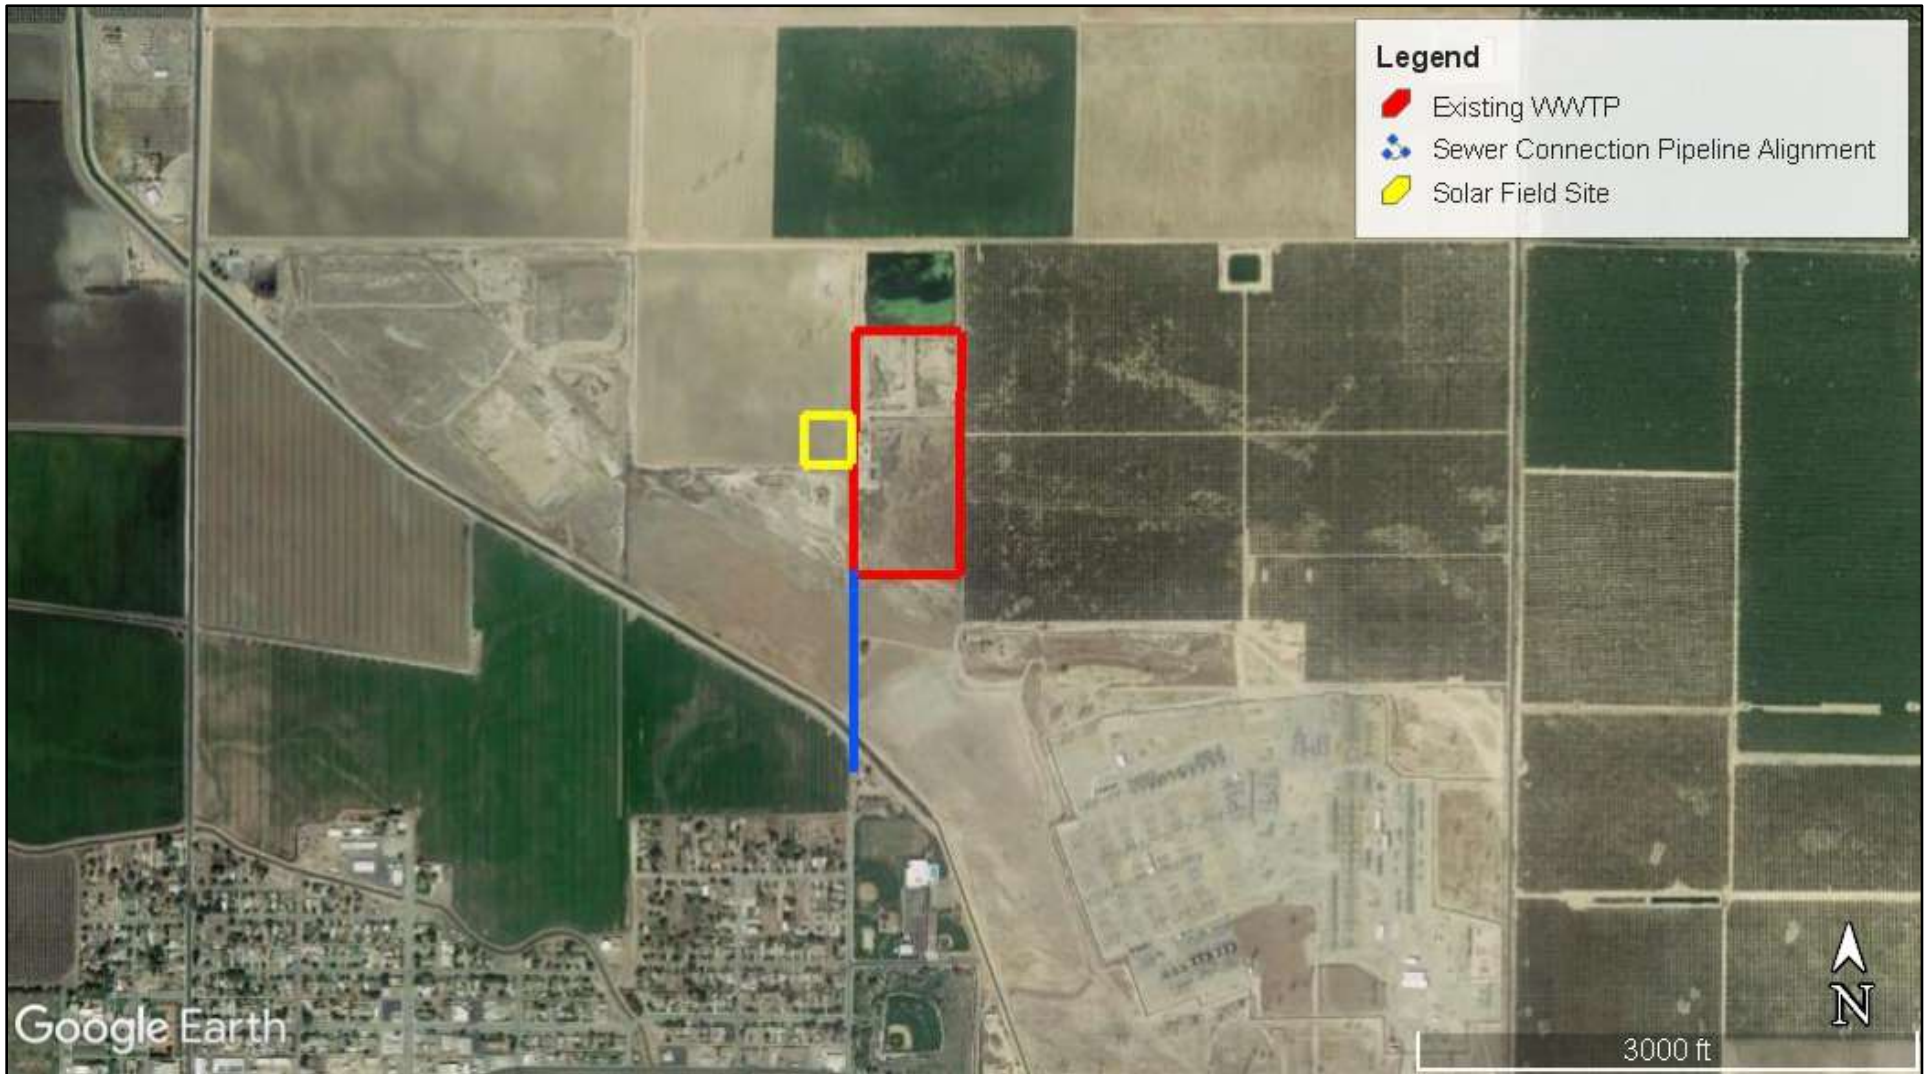 Legend
Existing WWTP
Sewer Connection Pipeline Alignment
Solar Field Site
Google Earth
N
3000 ft